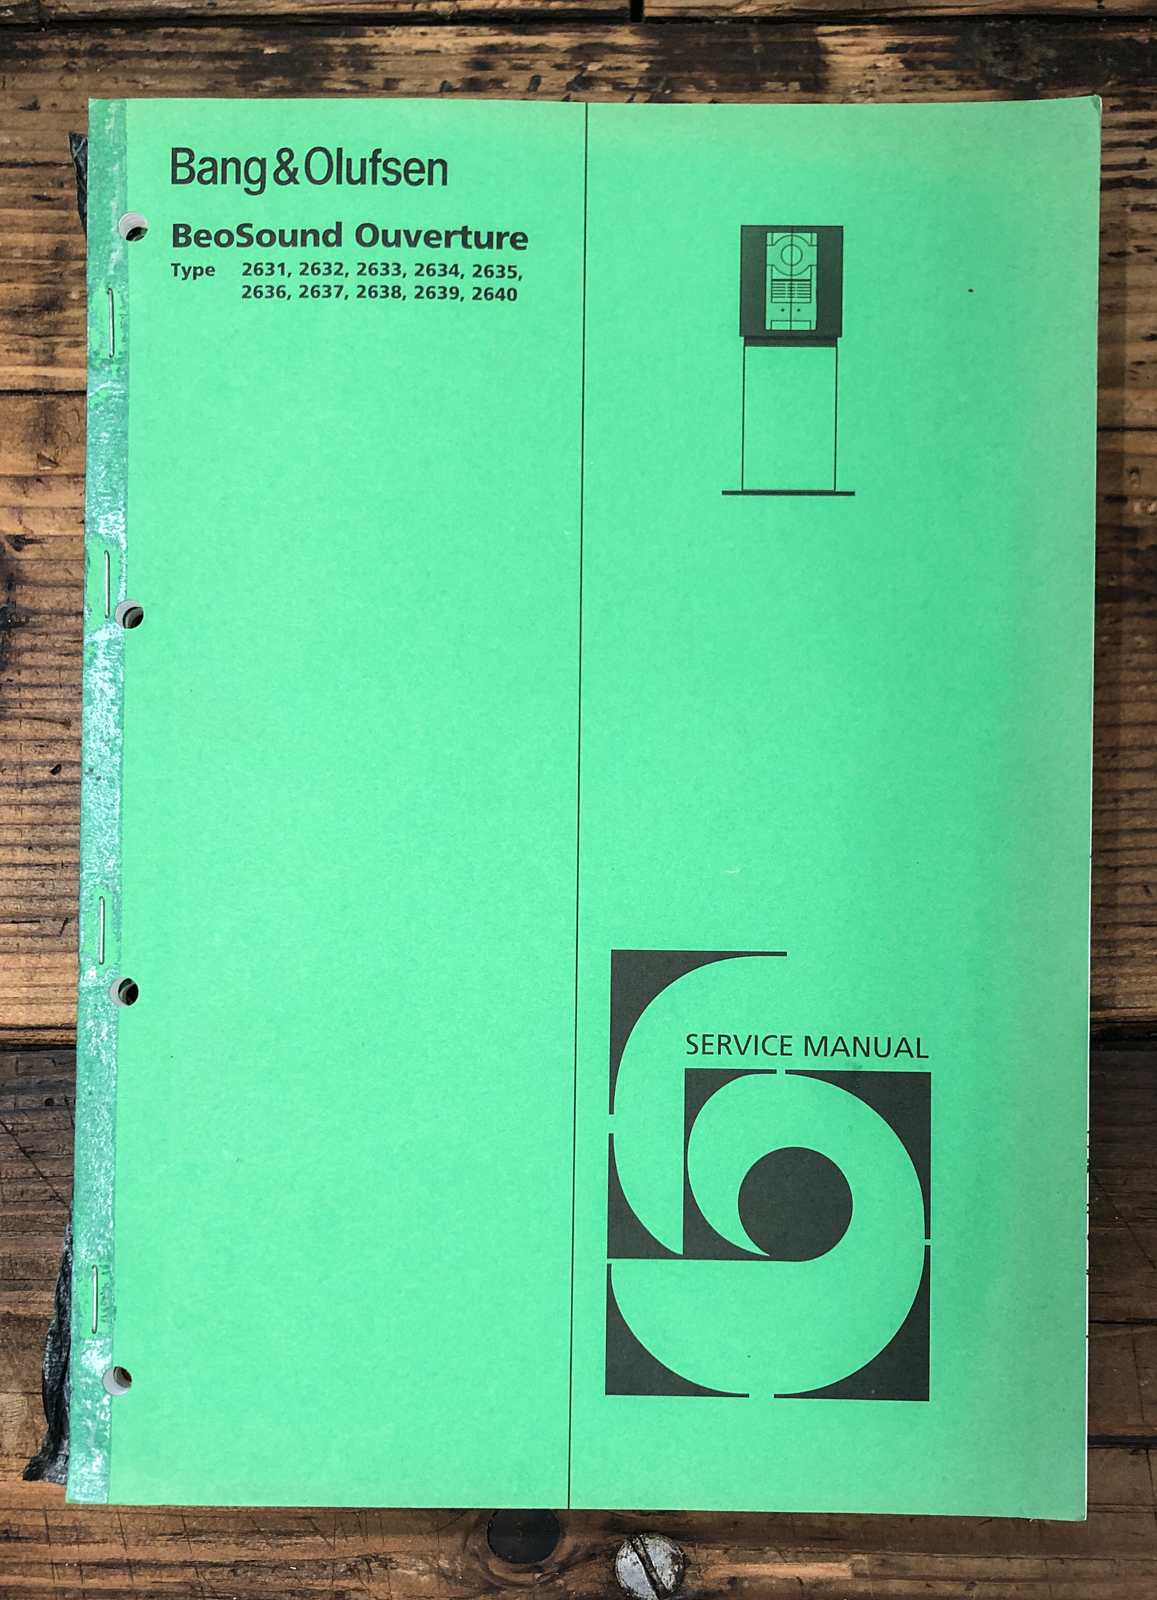 Bang & Olufsen
BeoSound Ouverture
Type 2631, 2632, 2633, 2634, 2635,
2636, 2637, 2638, 2639, 2640
SERVICE MANUAL